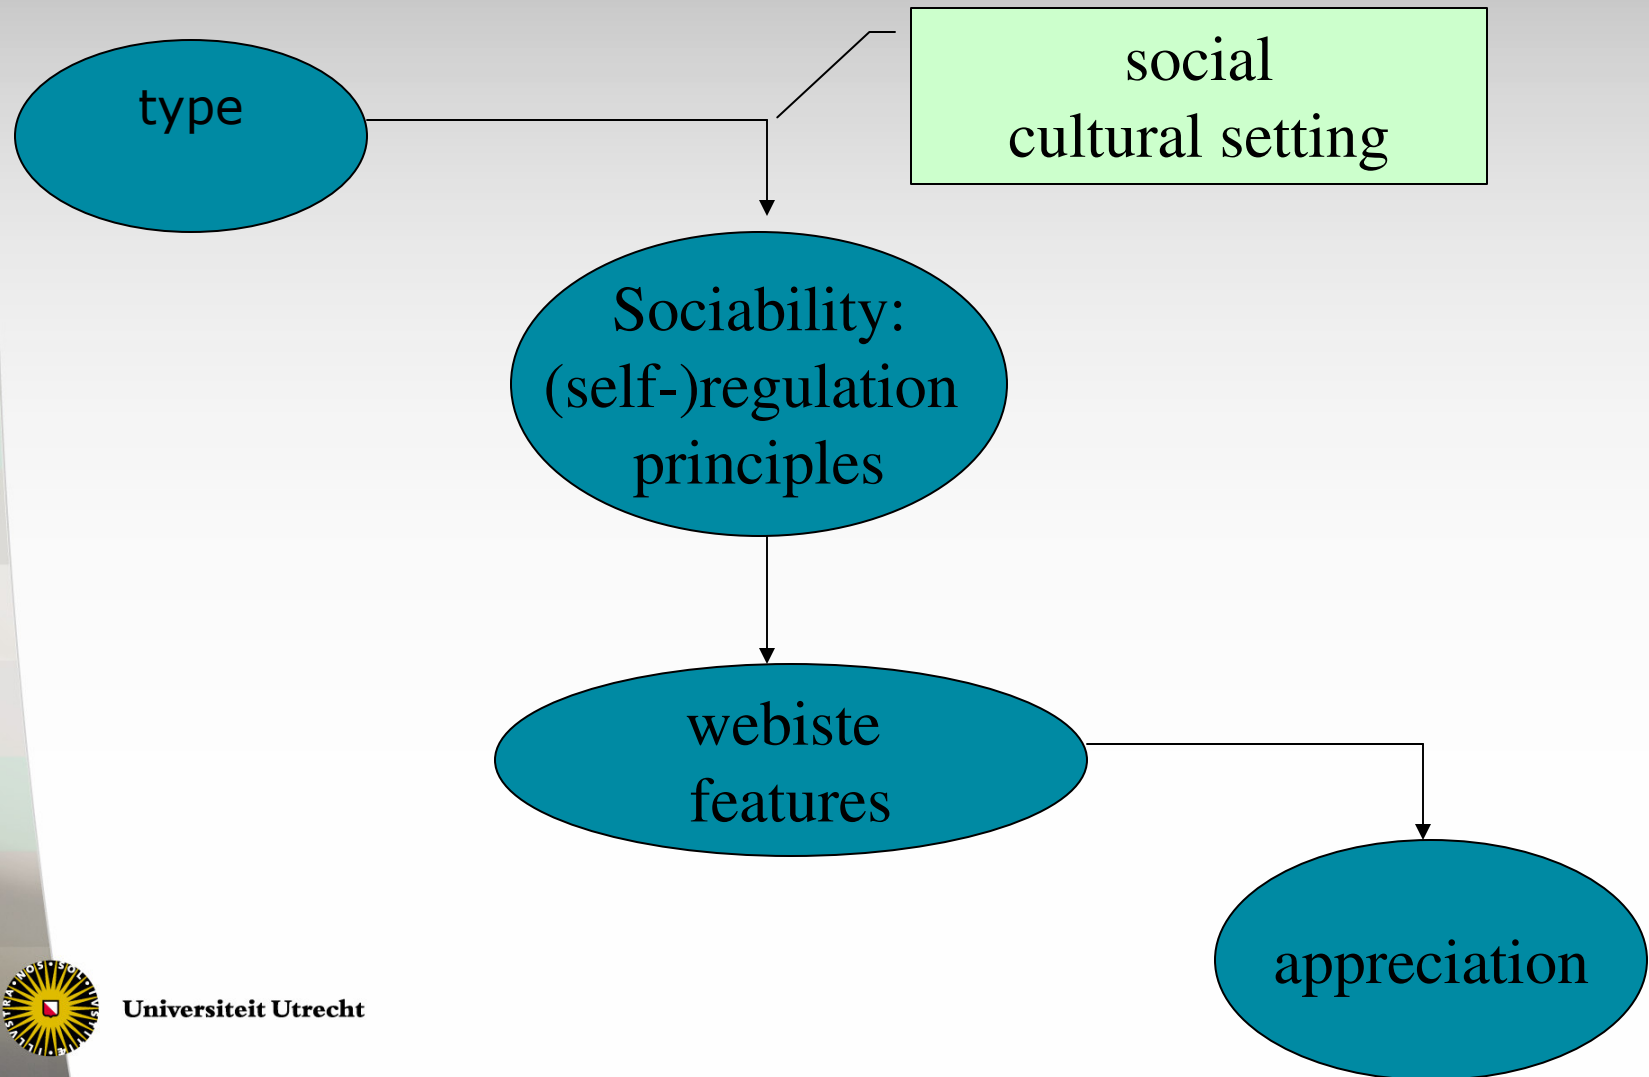 type
social
cultural setting
Sociability:
(self-)regulation
principles
webiste
features
appreciation
Universiteit Utrecht